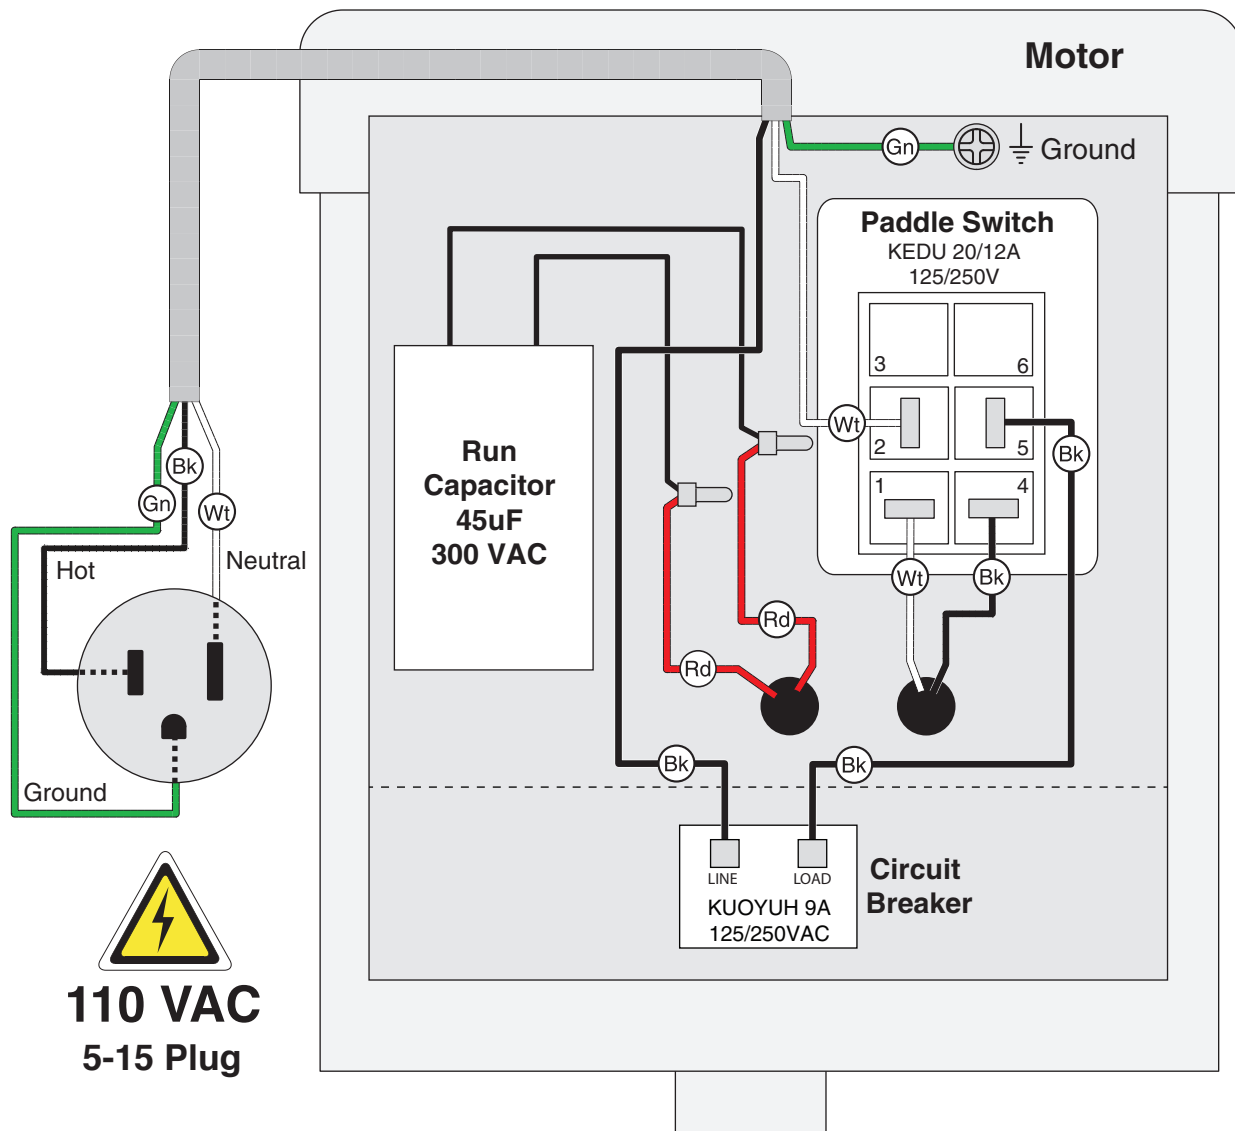 Motor
Gn
Ground
Paddle Switch
KEDU 20/12A
125/250V
3
6
2
5
1
4
Wt
Bk
Wt
Bk
Run
Capacitor
45uF
300 VAC
Bk
Gn
Wt
Hot
Neutral
Ground
Rd
Rd
Bk
Bk
LINE
LOAD
KUOYUH 9A
125/250VAC
Circuit
Breaker
110 VAC
5-15 Plug